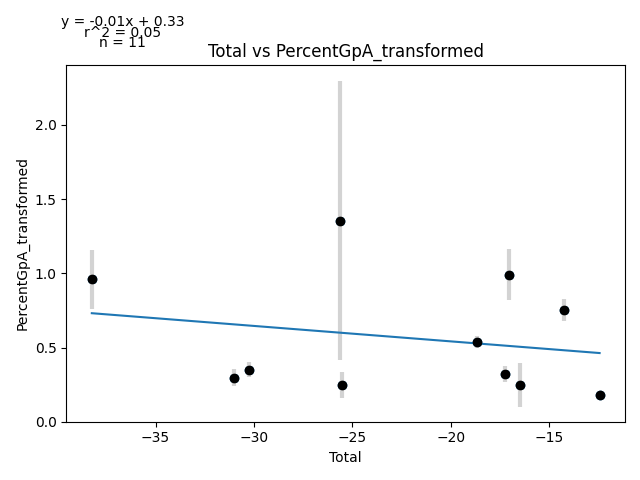 y = -0.01x + 0.33
r^2 = 0.05
n = 11
Total vs PercentGpA_transformed
PercentGpA_transformed
2.0
1.5
1.0
0.5
0.0
−35
−30
−25
−20
−15
Total